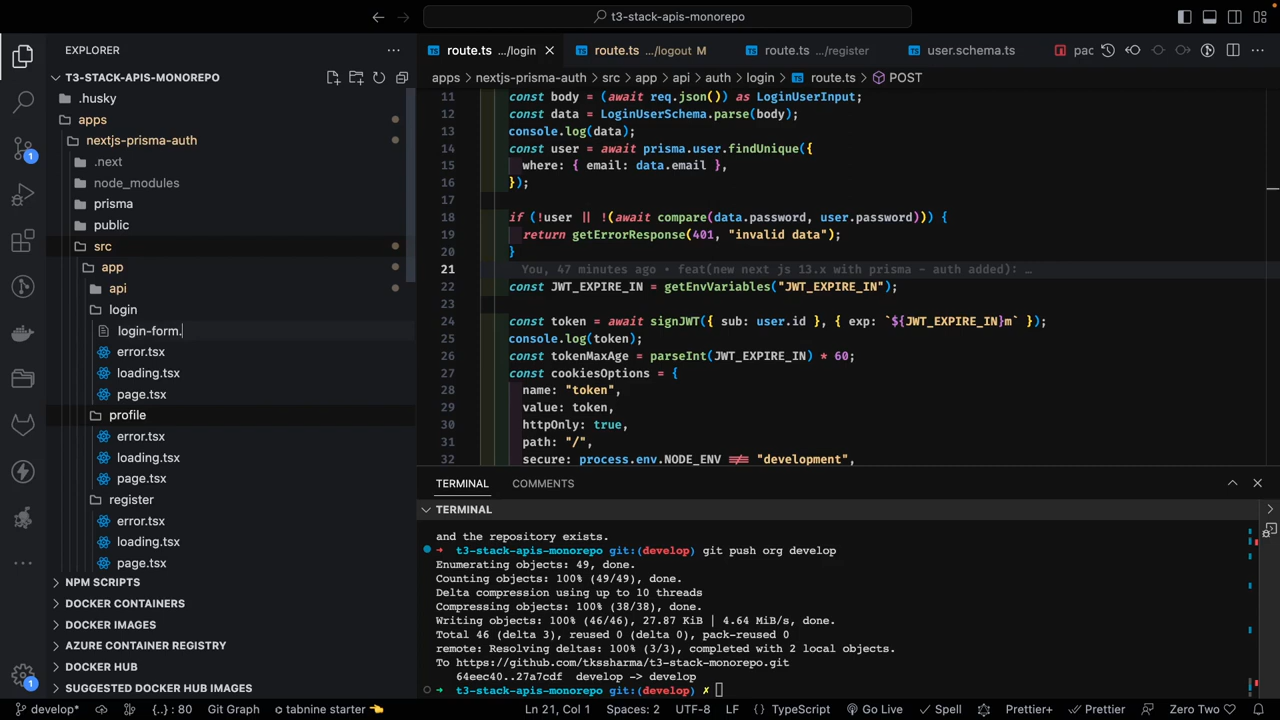 t3-stack-apis-monorepo
EXPLORER
T3-STACK-APIS-MONOREPO
.husky
apps
nextjs-prisma-auth
.next
node_modules
prisma
public
src
app
api
login
login-form.
error.tsx
loading.tsx
page.tsx
profile
error.tsx
loading.tsx
page.tsx
register
error.tsx
loading.tsx
page.tsx
NPM SCRIPTS
DOCKER CONTAINERS
DOCKER IMAGES
AZURE CONTAINER REGISTRY
DOCKER HUB
SUGGESTED DOCKER HUB IMAGES
1
1
route.ts .../login
route.ts .../logout M
route.ts .../register
user.schema.ts
pac
apps > nextjs-prisma-auth > src > app > api > auth > login > route.ts > POST
11 const body = (await req.json()) as LoginUserInput;
12 const data = LoginUserSchema.parse(body);
13 console.log(data);
14 const user = await prisma.user.findUnique({
15 where: { email: data.email },
16 });
17
18 if (!user || !(await compare(data.password, user.password))) {
19 return getErrorResponse(401, "invalid data");
20 }
21 You, 47 minutes ago • feat(new next js 13.x with prisma - auth added): …
22 const JWT_EXPIRE_IN = getEnvVariables("JWT_EXPIRE_IN");
23
24 const token = await signJWT({ sub: user.id }, { exp: `${JWT_EXPIRE_IN}m` });
25 console.log(token);
26 const tokenMaxAge = parseInt(JWT_EXPIRE_IN) * 60;
27 const cookiesOptions = {
28 name: "token",
29 value: token,
30 httpOnly: true,
31 path: "/",
32 secure: process.env.NODE_ENV !== "development",
TERMINAL COMMENTS
TERMINAL
and the repository exists.
➜ t3-stack-apis-monorepo git:(develop) git push org develop
Enumerating objects: 49, done.
Counting objects: 100% (49/49), done.
Delta compression using up to 10 threads
Compressing objects: 100% (38/38), done.
Writing objects: 100% (46/46), 27.87 KiB | 4.64 MiB/s, done.
Total 46 (delta 3), reused 0 (delta 0), pack-reused 0
remote: Resolving deltas: 100% (3/3), completed with 2 local objects.
To https://github.com/tkssharma/t3-stack-monorepo.git
64eec40..27a7cdf develop -> develop
➜ t3-stack-apis-monorepo git:(develop) ✗
develop* {..} : 80 Git Graph tabnine starter 👈 Ln 21, Col 1 Spaces: 2 UTF-8 LF {} TypeScript Go Live Spell Prettier+ Prettier Zero Two